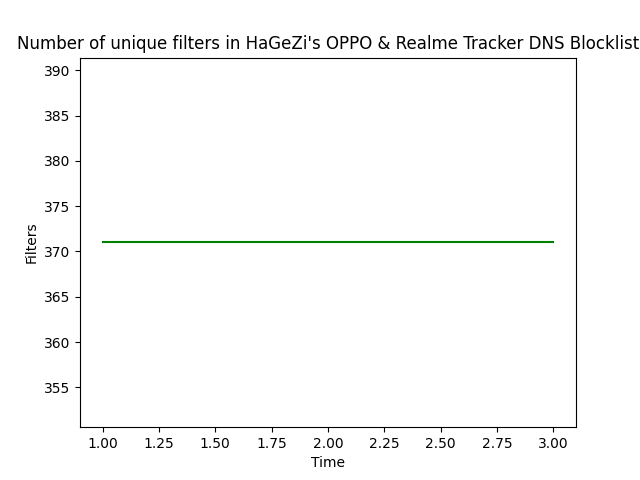 Number of unique filters in HaGeZi's OPPO & Realme Tracker DNS Blocklist
390
385
380
375
370
365
360
355
Filters
1.00 1.25 1.50 1.75 2.00 2.25 2.50 2.75 3.00
Time